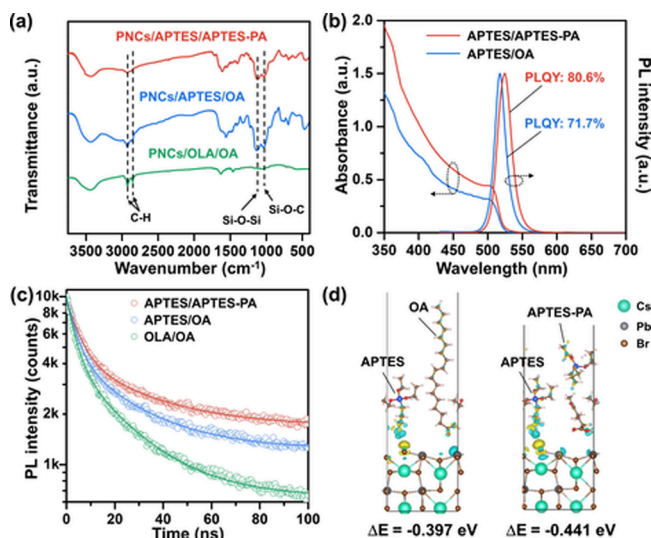 (a)
PNCs/APTES/APTES-PA
PNCs/APTES/OA
PNCs/OLA/OA
C-H
Si-O-Si
Si-O-C
Transmittance (a.u.)
3500 3000 2500 2000 1500 1000 500
Wavenumber (cm⁻¹)
(b)
APTES/APTES-PA
APTES/OA
PLQY: 80.6%
PLQY: 71.7%
2.0
1.5
1.0
0.5
0.0
Absorbance (a.u.)
PL intensity (a.u.)
350 400 450 500 550 600 650 700
Wavelength (nm)
(c)
APTES/APTES-PA
APTES/OA
OLA/OA
10k
8k
6k
4k
2k
1k
PL intensity (counts)
0 20 40 60 80 100
Time (ns)
(d)
OA
APTES
APTES-PA
APTES
Cs
Pb
Br
ΔE = -0.397 eV
ΔE = -0.441 eV